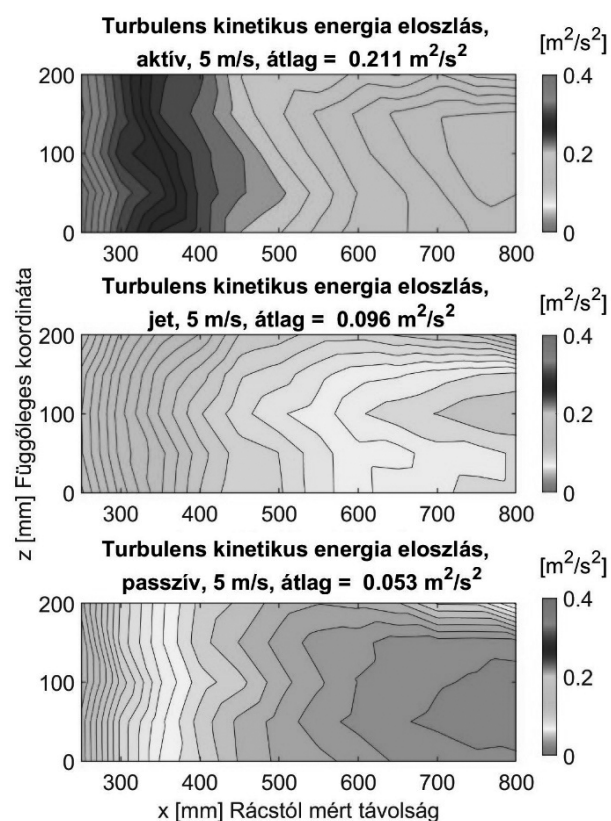 Turbulens kinetikus energia eloszlás,
aktív, 5 m/s, átlag = 0.211 m²/s²
[m²/s²]
200
100
0
300 400 500 600 700 800
0.4
0.2
0
Turbulens kinetikus energia eloszlás,
jet, 5 m/s, átlag = 0.096 m²/s²
[m²/s²]
z [mm] Függőleges koordináta
200
100
0
300 400 500 600 700 800
0.4
0.2
0
Turbulens kinetikus energia eloszlás,
passzív, 5 m/s, átlag = 0.053 m²/s²
[m²/s²]
200
100
0
300 400 500 600 700 800
0.4
0.2
0
x [mm] Rácstól mért távolság